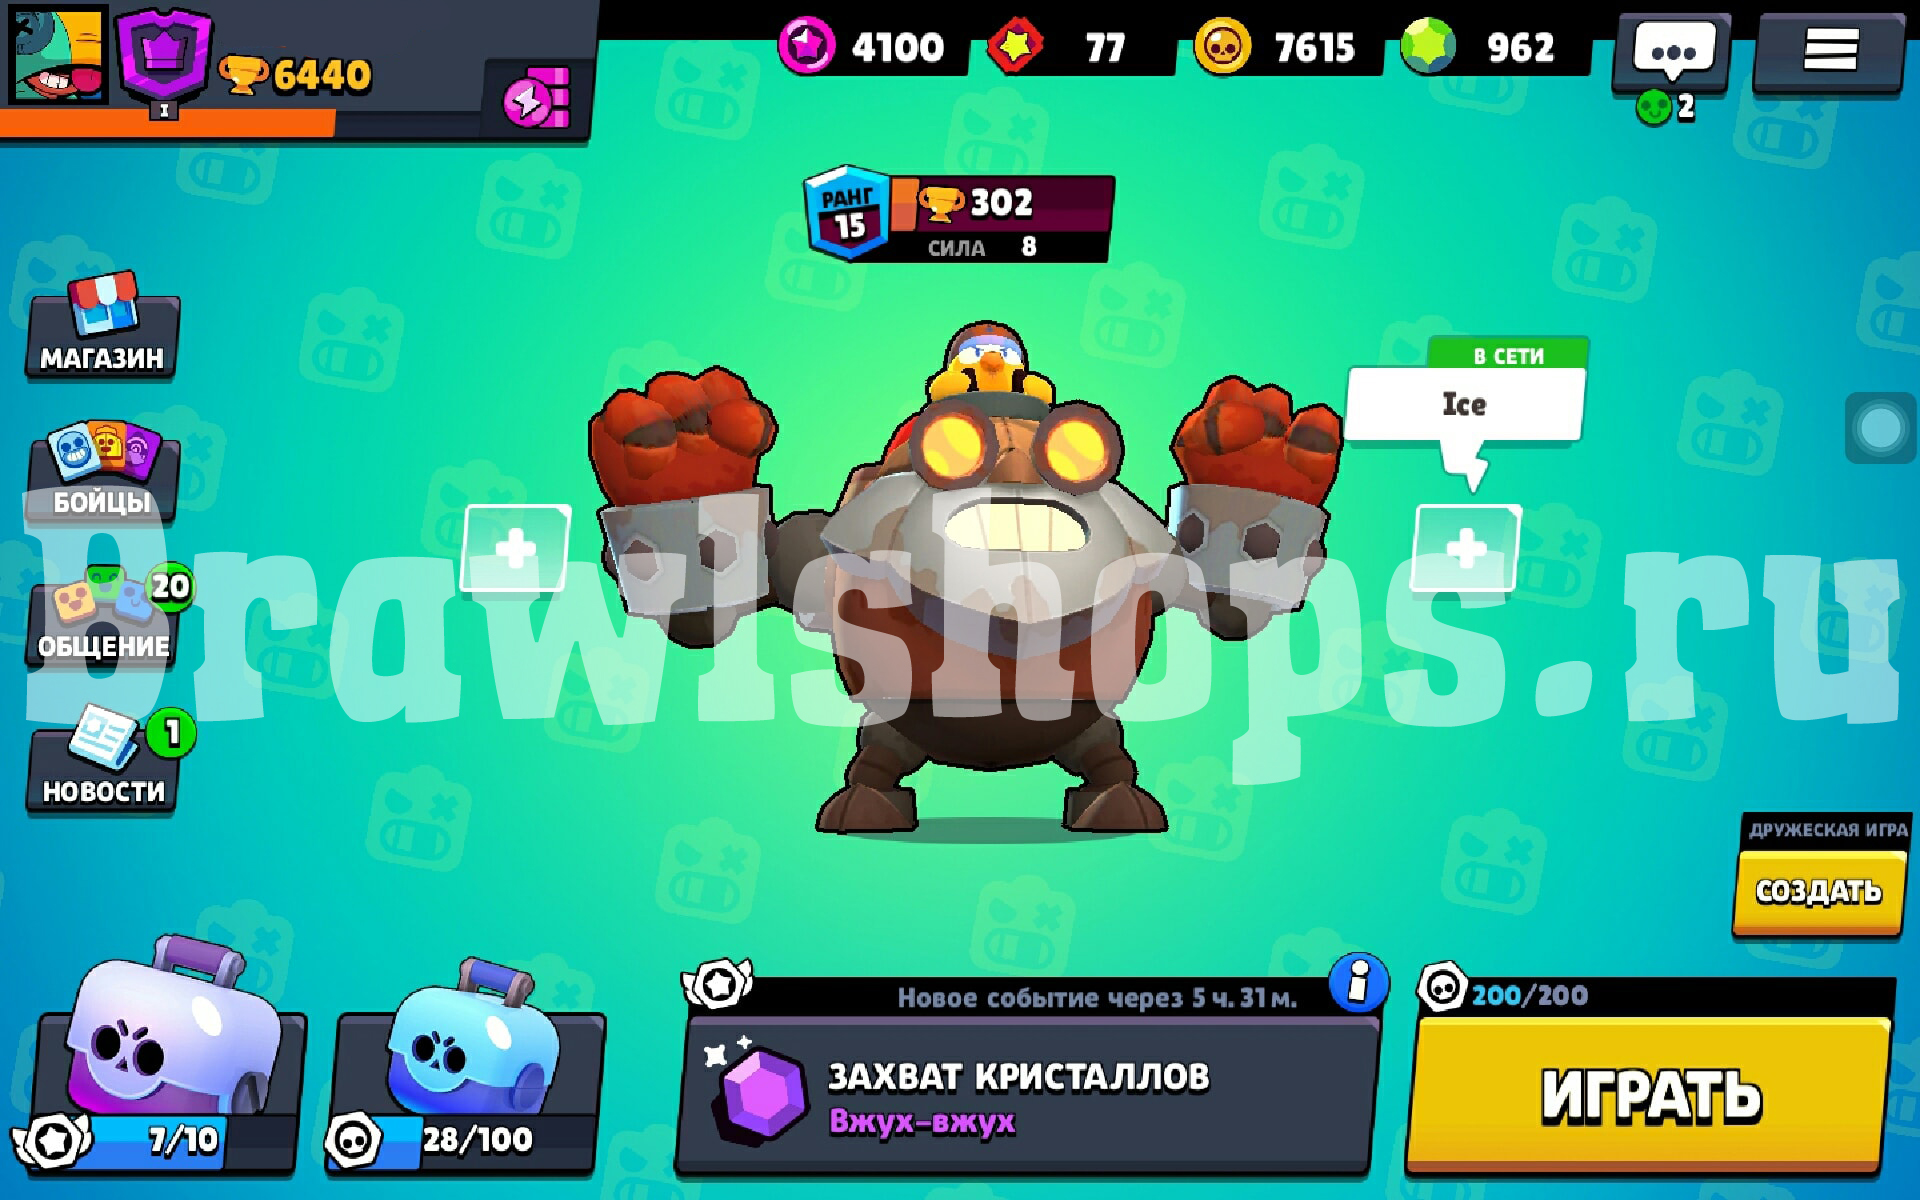 6440
I
4100
77
7615
962
2
РАНГ
15
302
СИЛА 8
МАГАЗИН
БОЙЦЫ
20
ОБЩЕНИЕ
1
НОВОСТИ
В СЕТИ
Ice
Brawlshops.ru
ДРУЖЕСКАЯ ИГРА
СОЗДАТЬ
7/10
28/100
Новое событие через 5 ч. 31 м.
ЗАХВАТ КРИСТАЛЛОВ
Вжух-вжух
200/200
ИГРАТЬ